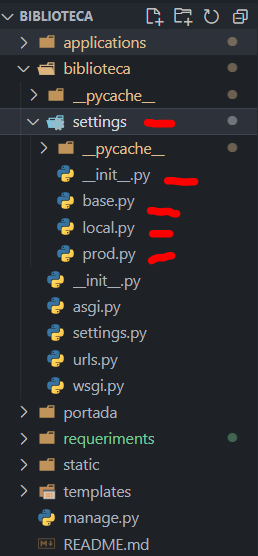 BIBLIOTECA
applications
biblioteca
__pycache__
settings
__pycache__
__init__.py
base.py
local.py
prod.py
__init__.py
asgi.py
settings.py
urls.py
wsgi.py
portada
requeriments
static
templates
manage.py
README.md